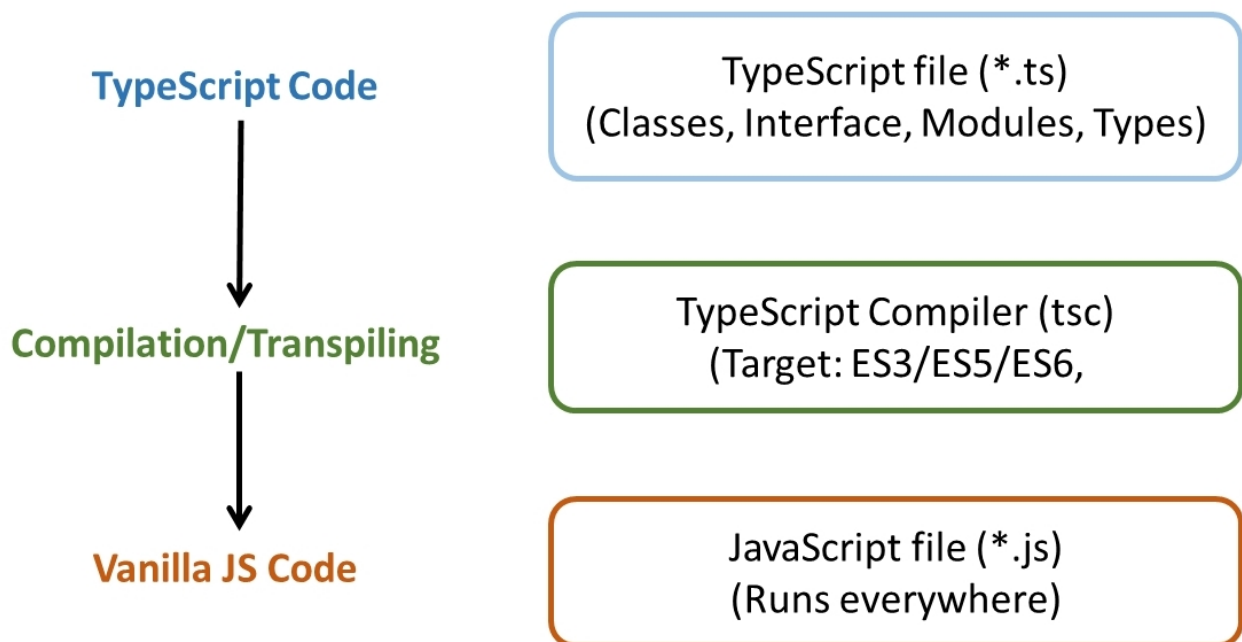 TypeScript Code
TypeScript file (*.ts)
(Classes, Interface, Modules, Types)
Compilation/Transpiling
TypeScript Compiler (tsc)
(Target: ES3/ES5/ES6,
Vanilla JS Code
JavaScript file (*.js)
(Runs everywhere)